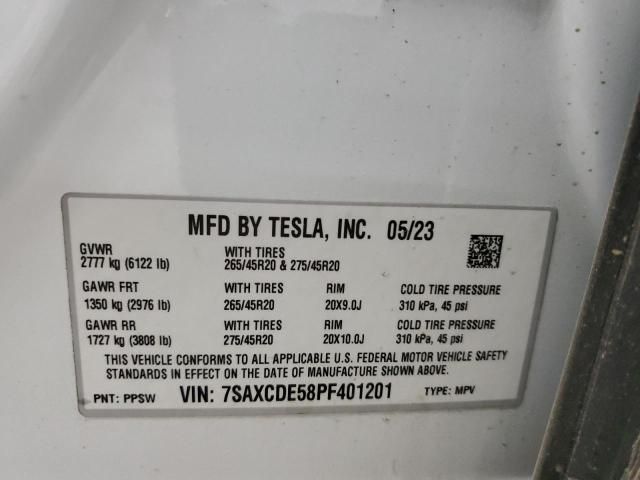 MFD BY TESLA, INC. 05/23
GVWR WITH TIRES
2777 kg (6122 lb) 265/45R20 & 275/45R20
GAWR FRT WITH TIRES RIM COLD TIRE PRESSURE
1350 kg (2976 lb) 265/45R20 20X9.0J 310 kPa, 45 psi
GAWR RR WITH TIRES RIM COLD TIRE PRESSURE
1727 kg (3808 lb) 275/45R20 20X10.0J 310 kPa, 45 psi
THIS VEHICLE CONFORMS TO ALL APPLICABLE U.S. FEDERAL MOTOR VEHICLE SAFETY
STANDARDS IN EFFECT ON THE DATE OF MANUFACTURE SHOWN ABOVE.
PNT: PPSW VIN: 7SAXCDE58PF401201 TYPE: MPV